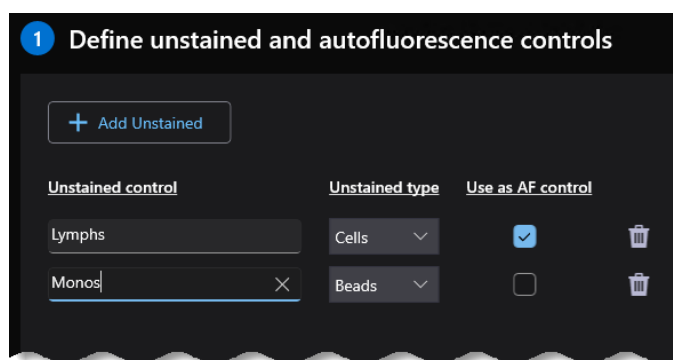 1 Define unstained and autofluorescence controls
+ Add Unstained
Unstained control Unstained type Use as AF control
Lymphs Cells
Monos Beads